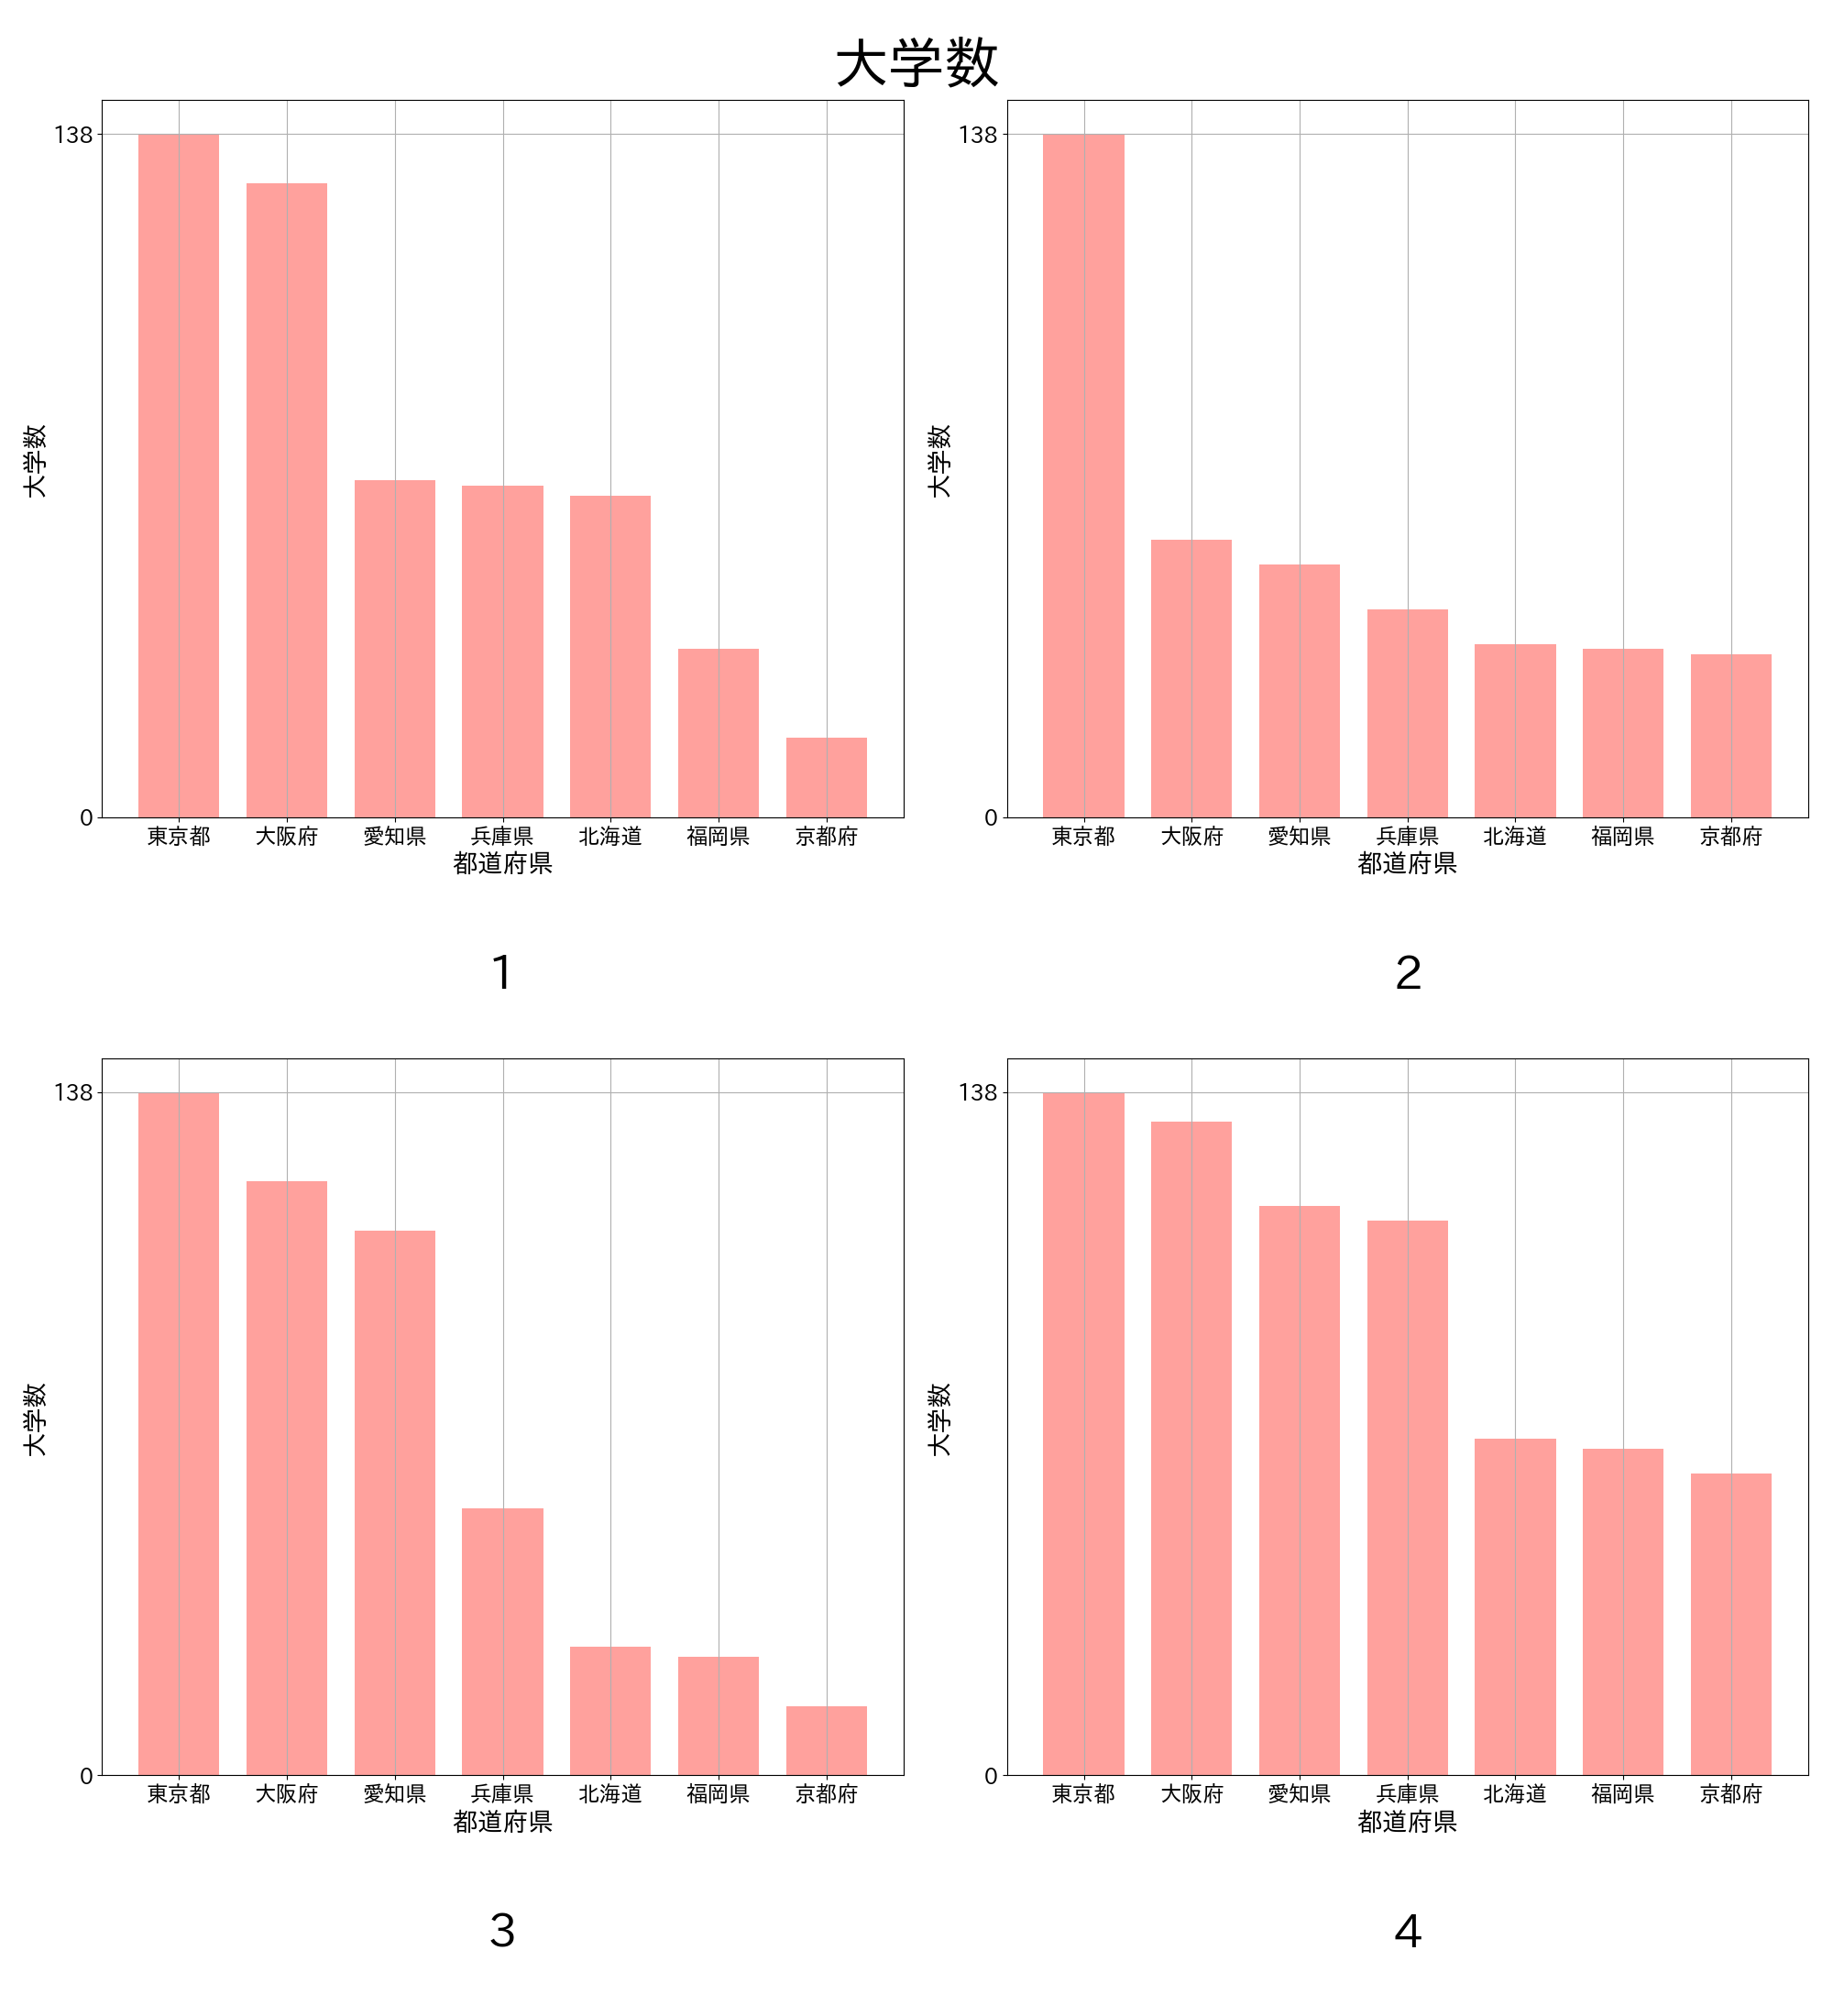 大学数
138
0
大学数
東京都 大阪府 愛知県 兵庫県 北海道 福岡県 京都府
都道府県
1
138
0
大学数
東京都 大阪府 愛知県 兵庫県 北海道 福岡県 京都府
都道府県
2
138
0
大学数
東京都 大阪府 愛知県 兵庫県 北海道 福岡県 京都府
都道府県
3
138
0
大学数
東京都 大阪府 愛知県 兵庫県 北海道 福岡県 京都府
都道府県
4